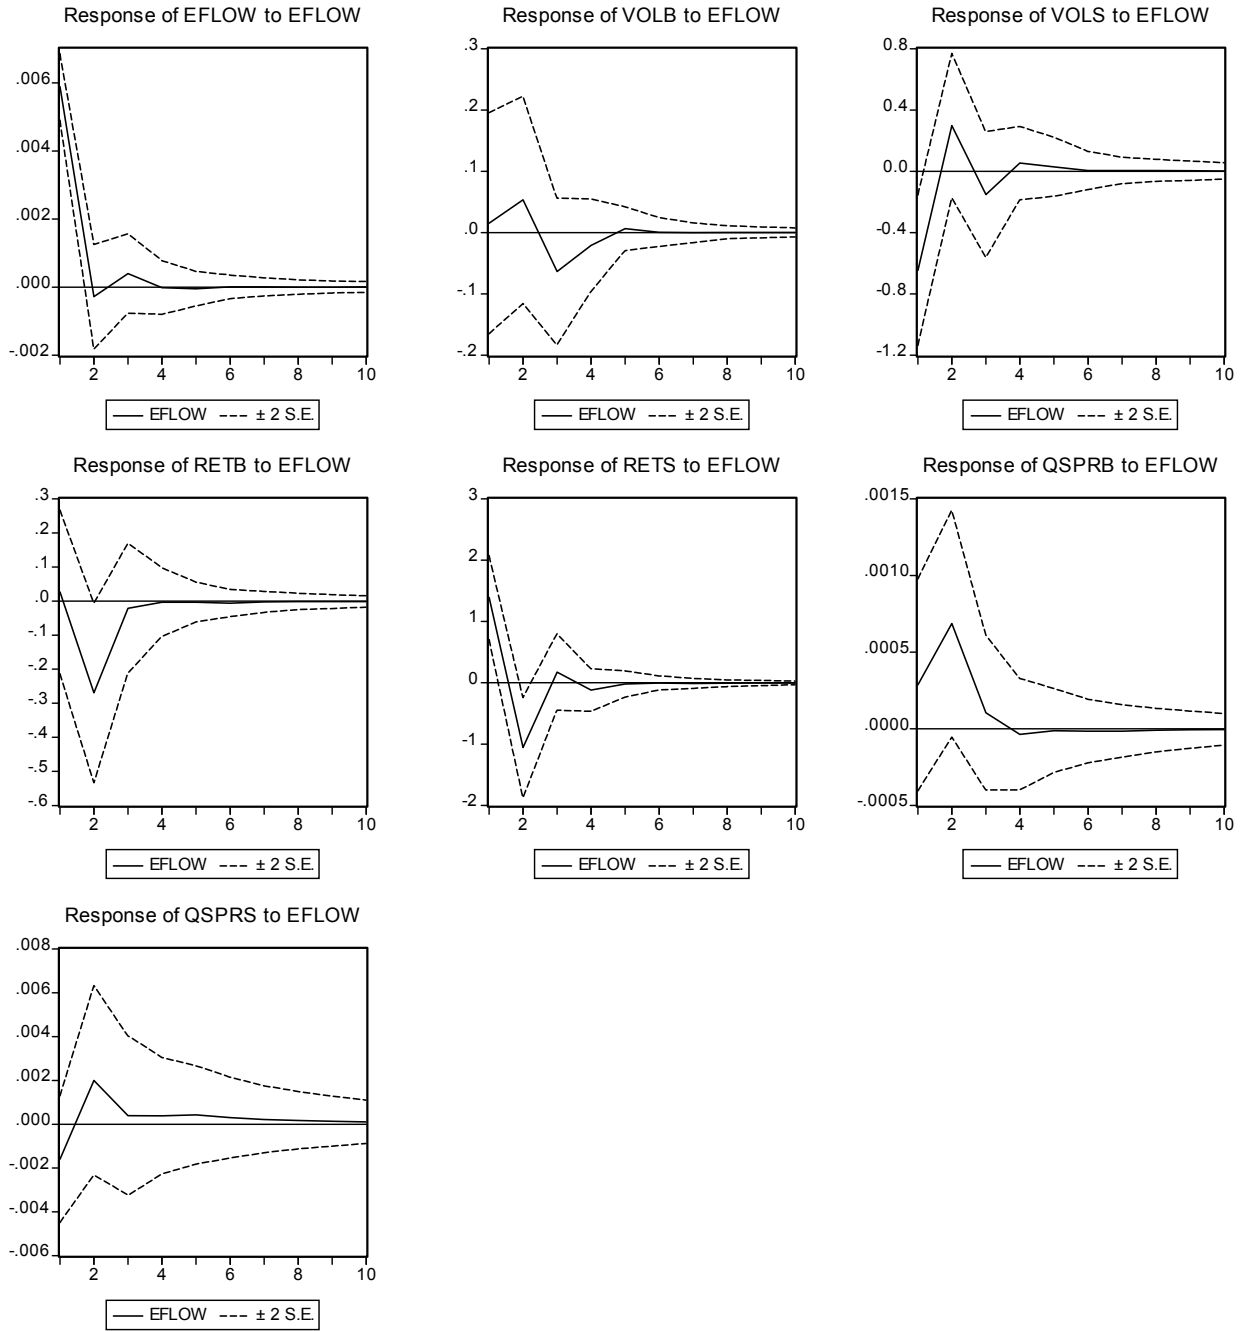 Response of EFLOW to EFLOW
.006
.004
.002
.000
-.002
2 4 6 8 10
EFLOW ± 2 S.E.
Response of VOLB to EFLOW
.3
.2
.1
.0
-.1
-.2
2 4 6 8 10
EFLOW ± 2 S.E.
Response of VOLS to EFLOW
0.8
0.4
0.0
-0.4
-0.8
-1.2
2 4 6 8 10
EFLOW ± 2 S.E.
Response of RETB to EFLOW
.3
.2
.1
.0
-.1
-.2
-.3
-.4
-.5
-.6
2 4 6 8 10
EFLOW ± 2 S.E.
Response of RETS to EFLOW
3
2
1
0
-1
-2
2 4 6 8 10
EFLOW ± 2 S.E.
Response of QSPRB to EFLOW
.0015
.0010
.0005
.0000
-.0005
2 4 6 8 10
EFLOW ± 2 S.E.
Response of QSPRS to EFLOW
.008
.006
.004
.002
.000
-.002
-.004
-.006
2 4 6 8 10
EFLOW ± 2 S.E.